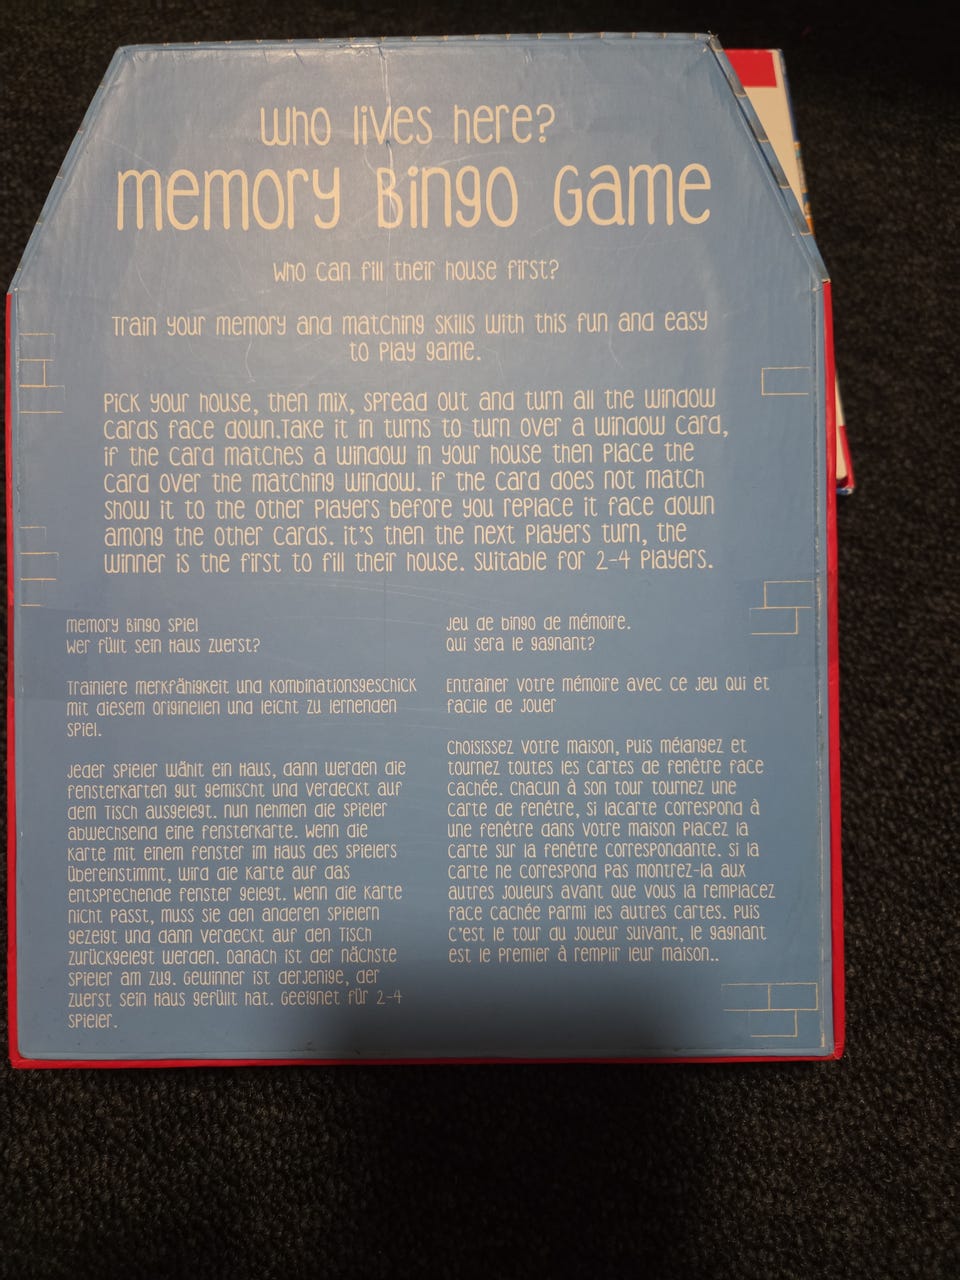 Who lives here?
Memory Bingo Game
Who can fill their house first?
Train your memory and matching skills with this fun and easy
to play game.
Pick your house, then mix, spread out and turn all the window
cards face down.Take it in turns to turn over a window card,
if the card matches a window in your house then place the
card over the matching window. If the card does not match
show it to the other players before you replace it face down
among the other cards. It's then the next players turn, the
winner is the first to fill their house. Suitable for 2-4 players.
Memory Bingo Spiel
Wer füllt sein Haus zuerst?
Trainiere Merkfähigkeit und Kombinationsgeschick
mit diesem originellen und leicht zu lernenden
Spiel.
Jeder Spieler wählt ein Haus, dann werden die
Fensterkarten gut gemischt und verdeckt auf
dem Tisch ausgelegt. Nun nehmen die Spieler
abwechselnd eine Fensterkarte. Wenn die
Karte mit einem Fenster im Haus des Spielers
übereinstimmt, wird die Karte auf das
entsprechende Fenster gelegt. Wenn die Karte
nicht passt, muss sie den anderen Spielern
gezeigt und dann verdeckt auf den Tisch
zurückgelegt werden. Danach ist der nächste
Spieler am Zug. Gewinner ist derjenige, der
zuerst sein Haus gefüllt hat. Geeignet für 2-4
Spieler.
Jeu de bingo de mémoire.
Qui sera le gagnant?
Entraîner votre mémoire avec ce jeu qui et
facile de jouer
Choisissez votre maison, puis mélangez et
tournez toutes les cartes de fenêtre face
cachée. Chacun à son tour tournez une
carte de fenêtre, si lacarte correspond à
une fenêtre dans votre maison placez la
carte sur la fenêtre correspondante. Si la
carte ne correspond pas montrez-la aux
autres joueurs avant que vous la remplacez
face cachée parmi les autres cartes. Puis
c'est le tour du joueur suivant, le gagnant
est le premier à remplir leur maison..